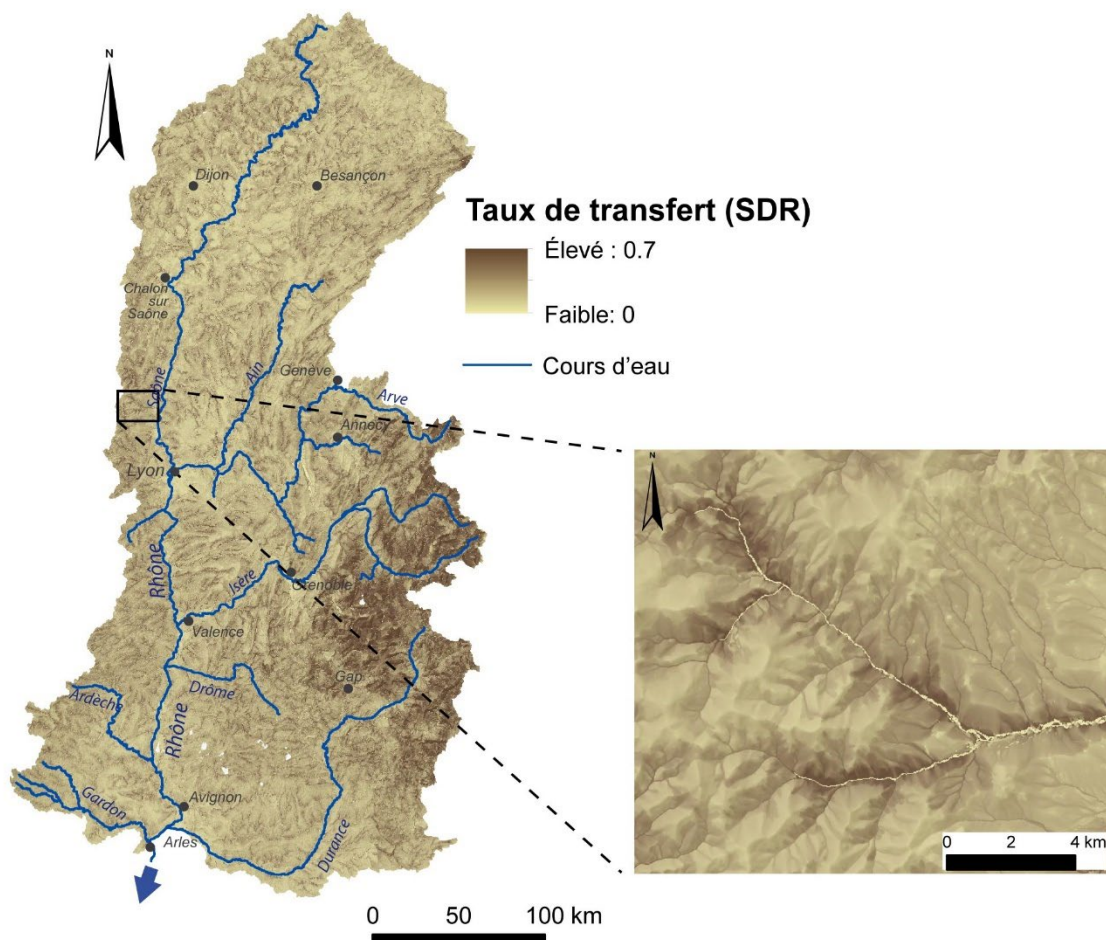 N
Dijon
Besançon
Taux de transfert (SDR)
Élevé : 0.7
Faible: 0
Cours d'eau
Chalon
sur
Saône
Saône
Ain
Genève
Arve
Annecy
Lyon
Rhône
Isère
Grenoble
Valence
Gap
Drôme
Ardèche
Rhône
Gardon
Avignon
Arles
Durance
0 50 100 km
N
0 2 4 km